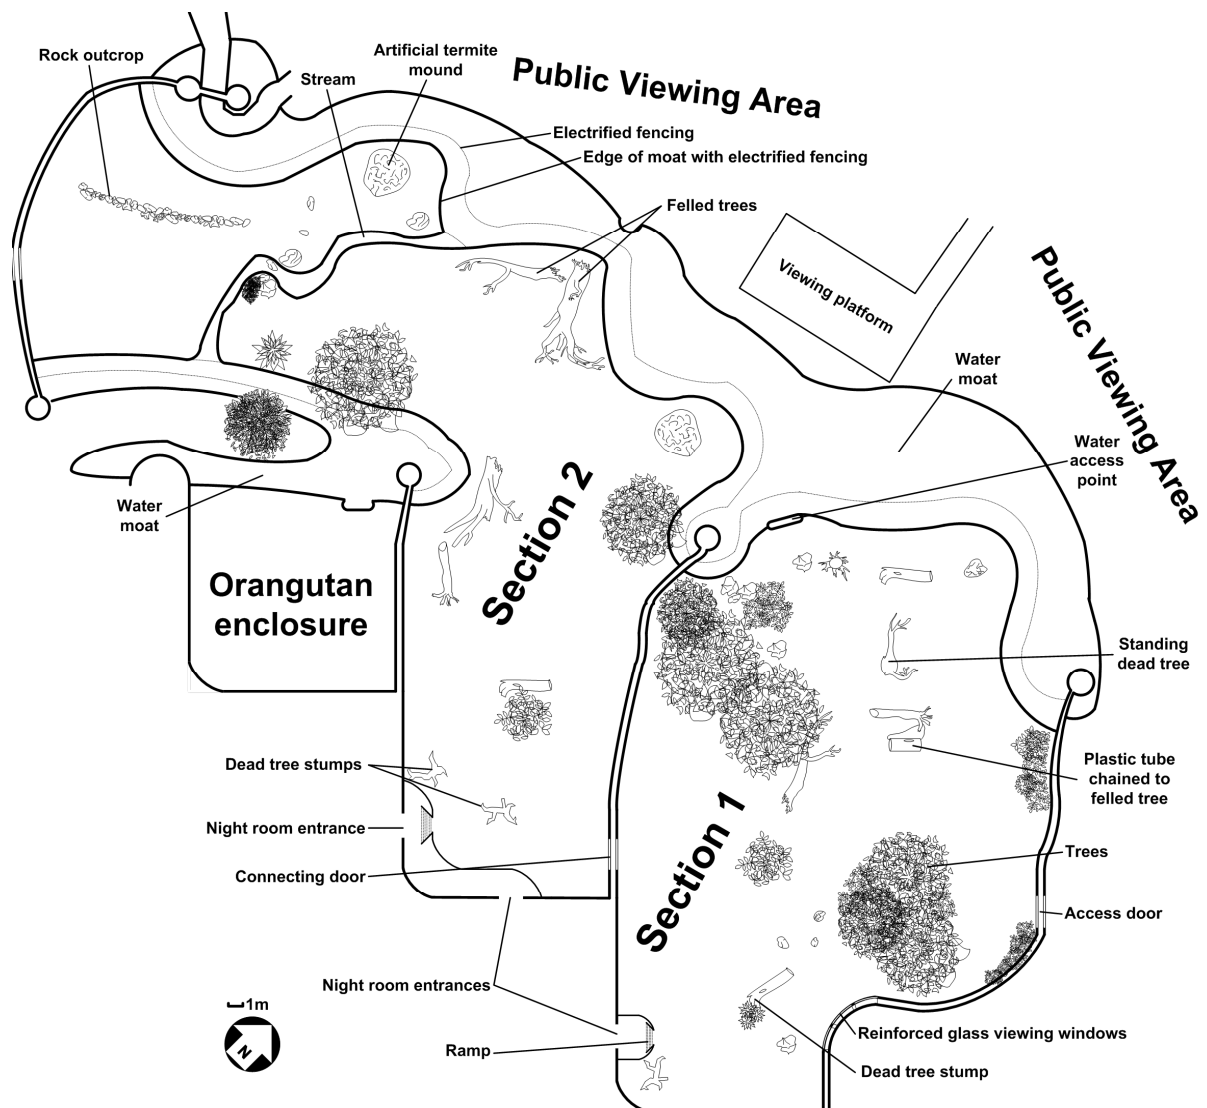 Rock outcrop
Artificial termite
mound
Stream
Public Viewing Area
Electrified fencing
Edge of moat with electrified fencing
Felled trees
Viewing platform
Public Viewing Area
Water
moat
Water
access
point
Water
moat
Section 2
Orangutan
enclosure
Standing
dead tree
Dead tree stumps
Plastic tube
chained to
felled tree
Night room entrance
Section 1
Trees
Connecting door
Access door
Night room entrances
1m
N
Ramp
Reinforced glass viewing windows
Dead tree stump